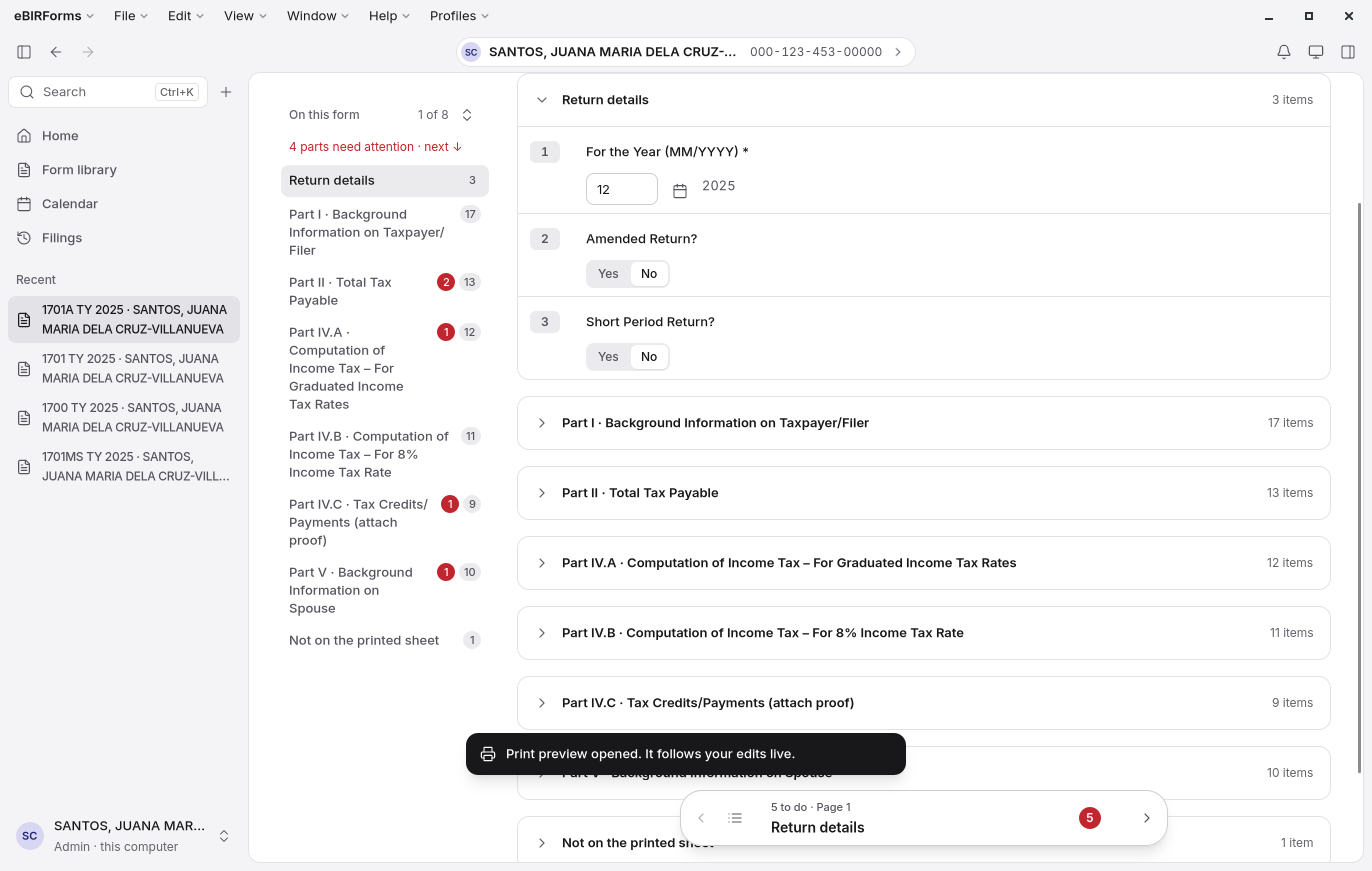 eBIRForms File Edit View Window Help Profiles
SC SANTOS, JUANA MARIA DELA CRUZ-... 000-123-453-00000
Search Ctrl+K
Home
Form library
Calendar
Filings
Recent
1701A TY 2025 · SANTOS, JUANA
MARIA DELA CRUZ-VILLANUEVA
1701 TY 2025 · SANTOS, JUANA
MARIA DELA CRUZ-VILLANUEVA
1700 TY 2025 · SANTOS, JUANA
MARIA DELA CRUZ-VILLANUEVA
1701MS TY 2025 · SANTOS,
JUANA MARIA DELA CRUZ-VILL...
SC SANTOS, JUANA MAR...
Admin · this computer
On this form 1 of 8
4 parts need attention · next ↓
Return details 3
Part I · Background 17
Information on Taxpayer/
Filer
Part II · Total Tax 2 13
Payable
Part IV.A · 1 12
Computation of
Income Tax – For
Graduated Income
Tax Rates
Part IV.B · Computation of 11
Income Tax – For 8%
Income Tax Rate
Part IV.C · Tax Credits/ 1 9
Payments (attach
proof)
Part V · Background 1 10
Information on
Spouse
Not on the printed sheet 1
Return details 3 items
1 For the Year (MM/YYYY) *
12 2025
2 Amended Return?
Yes No
3 Short Period Return?
Yes No
Part I · Background Information on Taxpayer/Filer 17 items
Part II · Total Tax Payable 13 items
Part IV.A · Computation of Income Tax – For Graduated Income Tax Rates 12 items
Part IV.B · Computation of Income Tax – For 8% Income Tax Rate 11 items
Part IV.C · Tax Credits/Payments (attach proof) 9 items
Print preview opened. It follows your edits live.
Part V · Background Information on Spouse 10 items
5 to do · Page 1
Return details 5
Not on the printed sheet 1 item